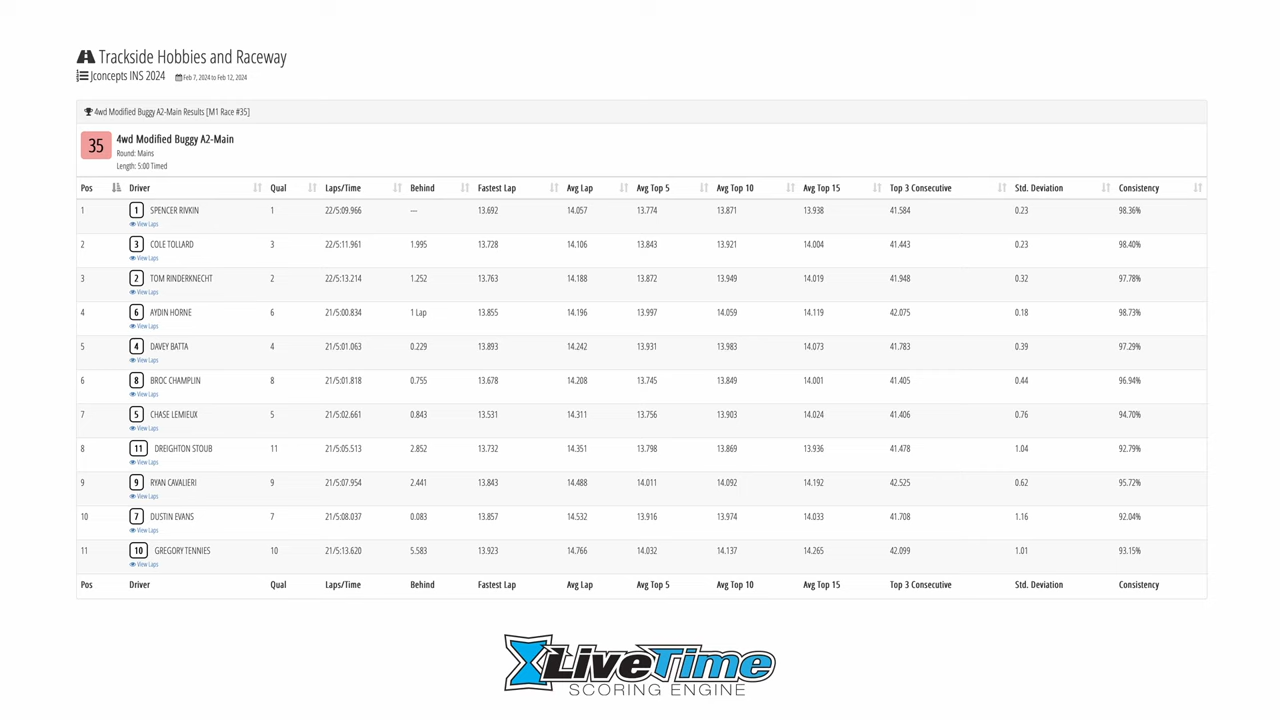 Trackside Hobbies and Raceway
Jconcepts INS 2024 Feb 7, 2024 to Feb 12, 2024
4wd Modified Buggy A2-Main Results [M1 Race #35]
35 4wd Modified Buggy A2-Main
Round: Mains
Length: 5:00 Timed
Pos Driver Qual Laps/Time Behind Fastest Lap Avg Lap Avg Top 5 Avg Top 10 Avg Top 15 Top 3 Consecutive Std. Deviation Consistency
1 1 SPENCER RIVKIN 1 22/5:09.966 --- 13.692 14.057 13.774 13.871 13.938 41.584 0.23 98.36%
View Laps
2 3 COLE TOLLARD 3 22/5:11.961 1.995 13.728 14.106 13.843 13.921 14.004 41.443 0.23 98.40%
View Laps
3 2 TOM RINDERKNECHT 2 22/5:13.214 1.252 13.763 14.188 13.872 13.949 14.019 41.948 0.32 97.78%
View Laps
4 6 AYDIN HORNE 6 21/5:00.834 1 Lap 13.855 14.196 13.997 14.059 14.119 42.075 0.18 98.73%
View Laps
5 4 DAVEY BATTA 4 21/5:01.063 0.229 13.893 14.242 13.931 13.983 14.073 41.783 0.39 97.29%
View Laps
6 8 BROC CHAMPLIN 8 21/5:01.818 0.755 13.678 14.208 13.745 13.849 14.001 41.405 0.44 96.94%
View Laps
7 5 CHASE LEMIEUX 5 21/5:02.661 0.843 13.531 14.311 13.756 13.903 14.024 41.406 0.76 94.70%
View Laps
8 11 DREIGHTON STOUB 11 21/5:05.513 2.852 13.732 14.351 13.798 13.869 13.936 41.478 1.04 92.79%
View Laps
9 9 RYAN CAVALIERI 9 21/5:07.954 2.441 13.843 14.488 14.011 14.092 14.192 42.525 0.62 95.72%
View Laps
10 7 DUSTIN EVANS 7 21/5:08.037 0.083 13.857 14.532 13.916 13.974 14.033 41.708 1.16 92.04%
View Laps
11 10 GREGORY TENNIES 10 21/5:13.620 5.583 13.923 14.766 14.032 14.137 14.265 42.099 1.01 93.15%
View Laps
Pos Driver Qual Laps/Time Behind Fastest Lap Avg Lap Avg Top 5 Avg Top 10 Avg Top 15 Top 3 Consecutive Std. Deviation Consistency
LiveTime
SCORING ENGINE